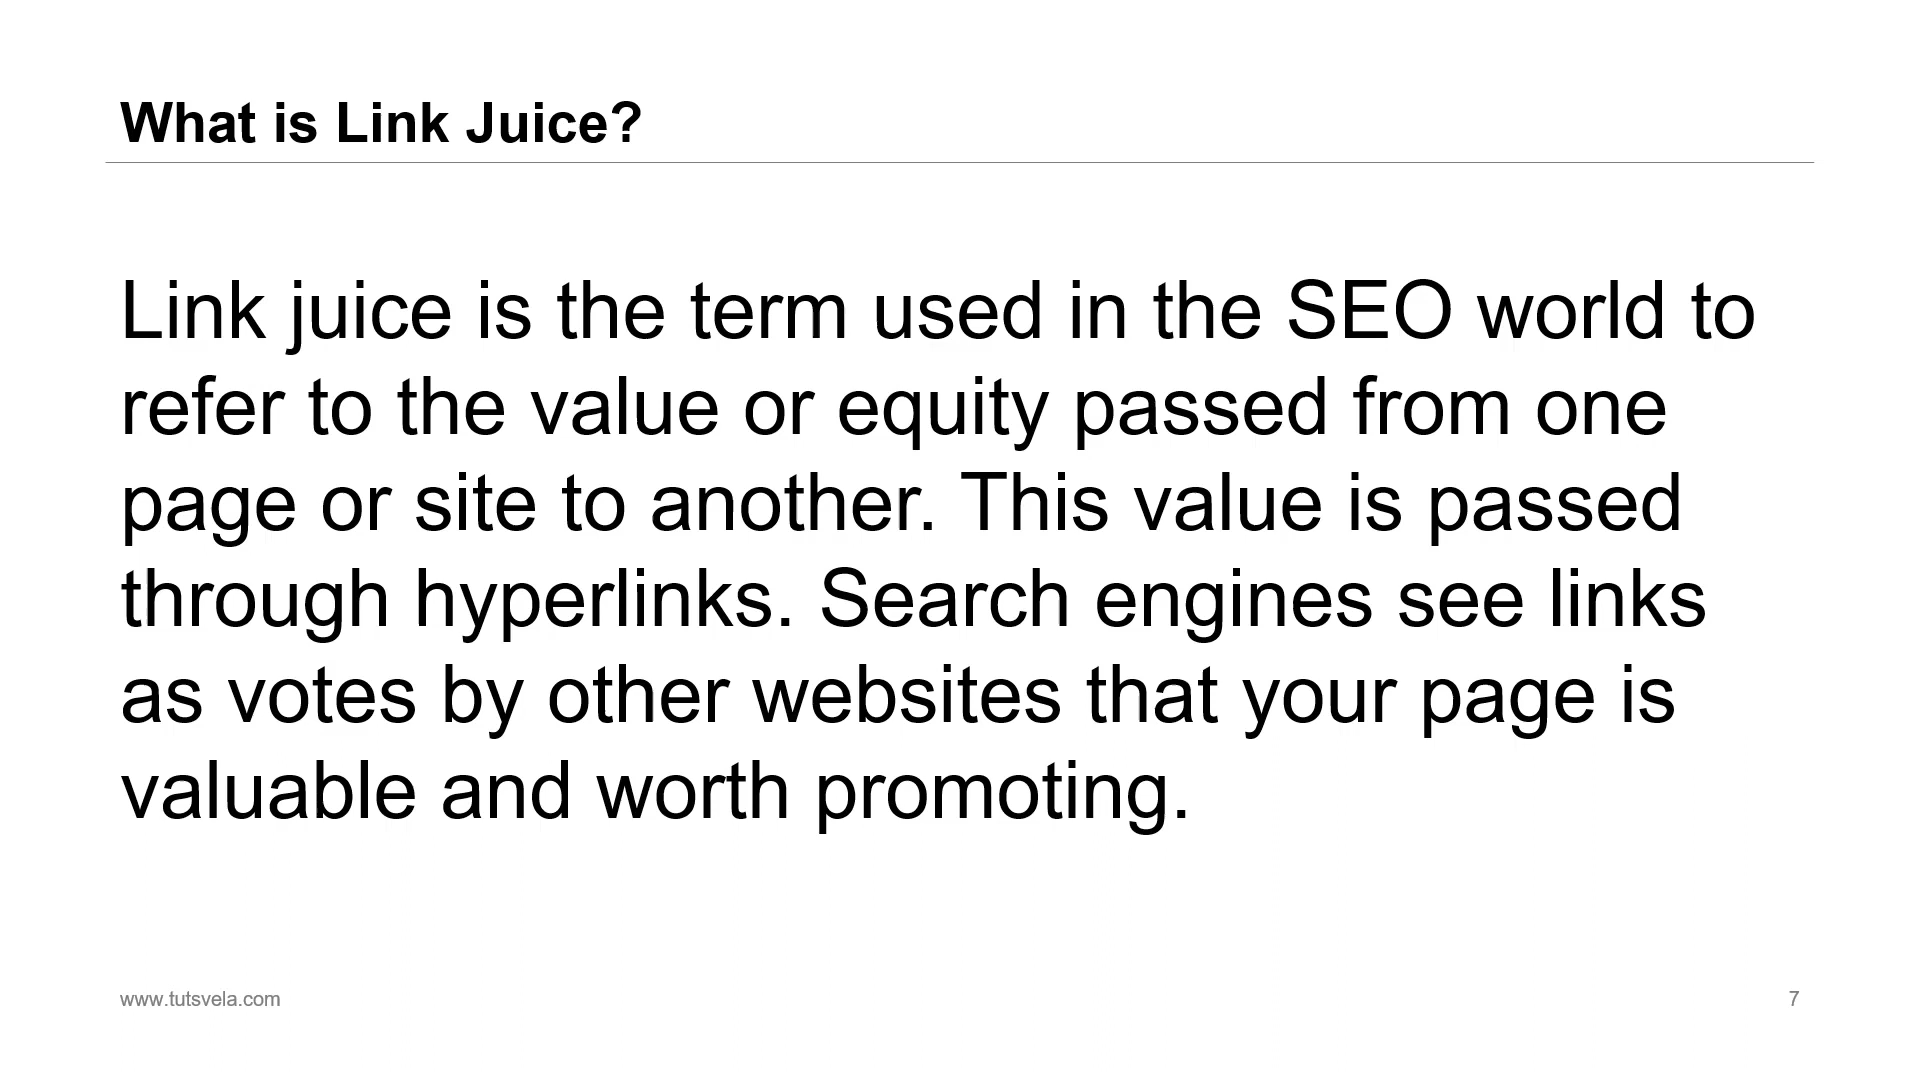 What is Link Juice?
Link juice is the term used in the SEO world to
refer to the value or equity passed from one
page or site to another. This value is passed
through hyperlinks. Search engines see links
as votes by other websites that your page is
valuable and worth promoting.
www.tutsvela.com
7